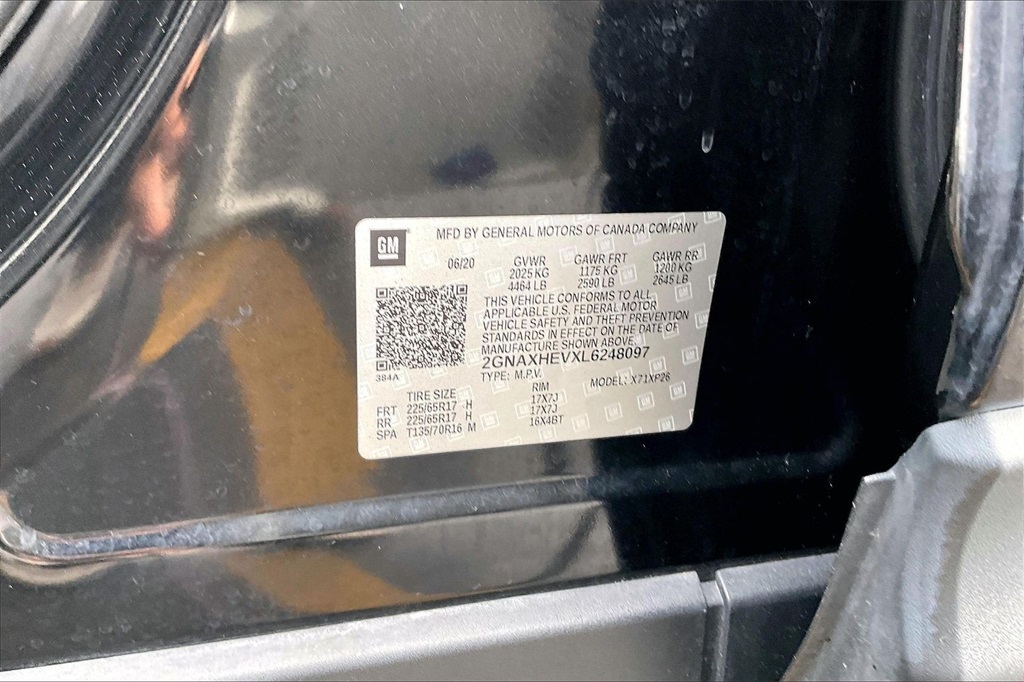 GM
MFD BY GENERAL MOTORS OF CANADA COMPANY
06/20 GVWR GAWR FRT GAWR RR
2025 KG 1175 KG 1200 KG
4464 LB 2590 LB 2645 LB
THIS VEHICLE CONFORMS TO ALL
APPLICABLE U.S. FEDERAL MOTOR
VEHICLE SAFETY AND THEFT PREVENTION
STANDARDS IN EFFECT ON THE DATE OF
MANUFACTURE SHOWN ABOVE.
2GNAXHEVXL6248097
384A
TYPE: M.P.V. MODEL: X71XP26
TIRE SIZE RIM
FRT 225/65R17 H 17X7J
RR 225/65R17 H 17X7J
SPA T135/70R16 M 16X4BT